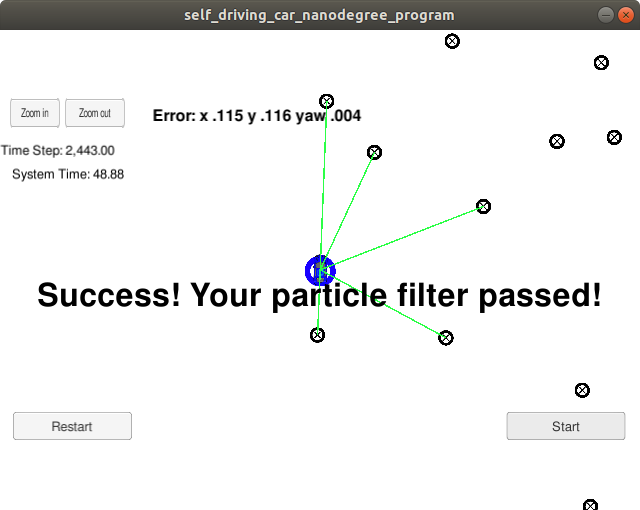 self_driving_car_nanodegree_program
Zoom in
Zoom out
Error: x .115 y .116 yaw .004
Time Step: 2,443.00
System Time: 48.88
Success! Your particle filter passed!
Restart
Start